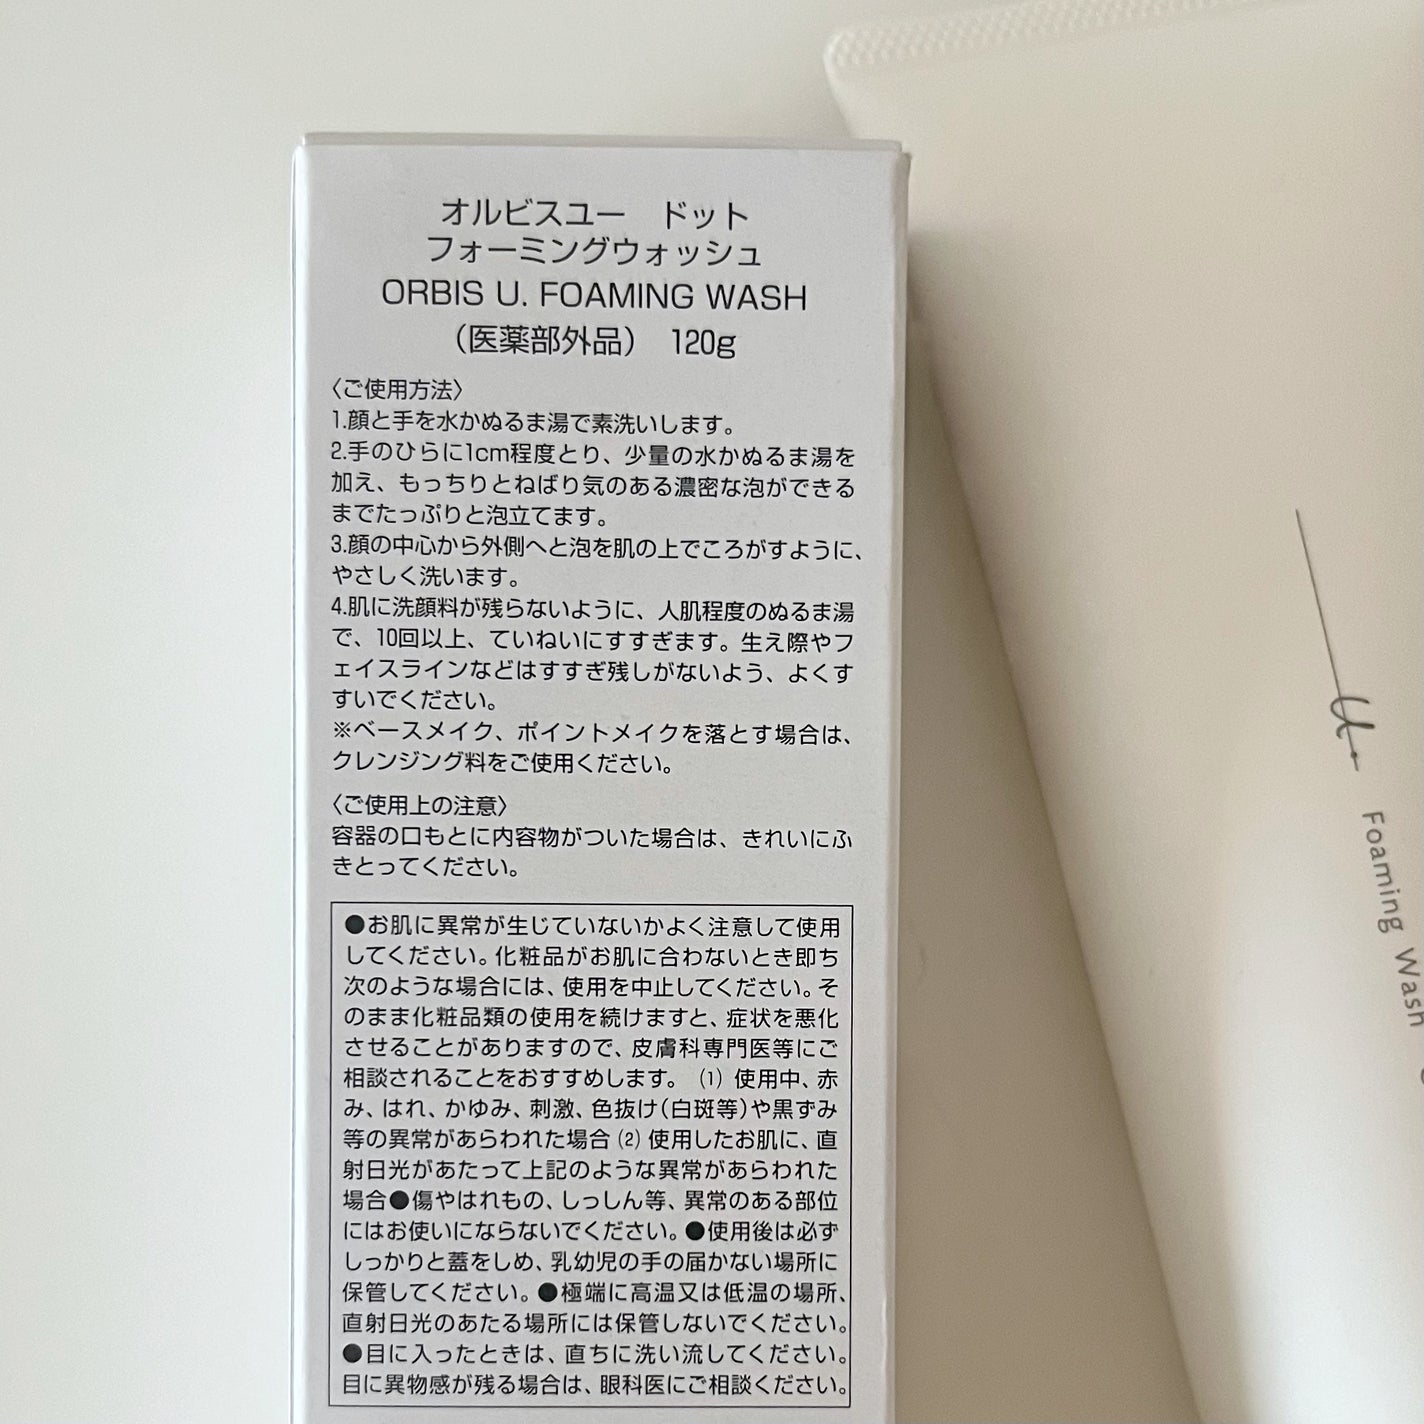 オルビスユー　ドット
フォーミングウォッシュ
ORBIS U. FOAMING WASH
（医薬部外品）　120g
〈ご使用方法〉
1.顔と手を水かぬるま湯で素洗いします。
2.手のひらに1cm程度とり、少量の水かぬるま湯を
加え、もっちりとねばり気のある濃密な泡ができる
までたっぷりと泡立てます。
3.顔の中心から外側へと泡を肌の上でころがすように、
やさしく洗います。
4.肌に洗顔料が残らないように、人肌程度のぬるま湯
で、10回以上、ていねいにすすぎます。生え際やフ
ェイスラインなどはすすぎ残しがないよう、よくす
すいでください。
※ベースメイク、ポイントメイクを落とす場合は、
クレンジング料をご使用ください。
〈ご使用上の注意〉
容器の口もとに内容物がついた場合は、きれいにふ
きとってください。
●お肌に異常が生じていないかよく注意して使用
してください。化粧品がお肌に合わないとき即ち
次のような場合には、使用を中止してください。そ
のまま化粧品類の使用を続けますと、症状を悪化
させることがありますので、皮膚科専門医等にご
相談されることをおすすめします。（1）使用中、赤
み、はれ、かゆみ、刺激、色抜け（白斑等）や黒ずみ
等の異常があらわれた場合（2）使用したお肌に、直
射日光があたって上記のような異常があらわれた
場合●傷やはれもの、しっしん等、異常のある部位
にはお使いにならないでください。●使用後は必ず
しっかりと蓋をしめ、乳幼児の手の届かない場所に
保管してください。●極端に高温又は低温の場所、
直射日光のあたる場所には保管しないでください。
●目に入ったときは、直ちに洗い流してください。
目に異物感が残る場合は、眼科医にご相談ください。
U.
Foaming Wash